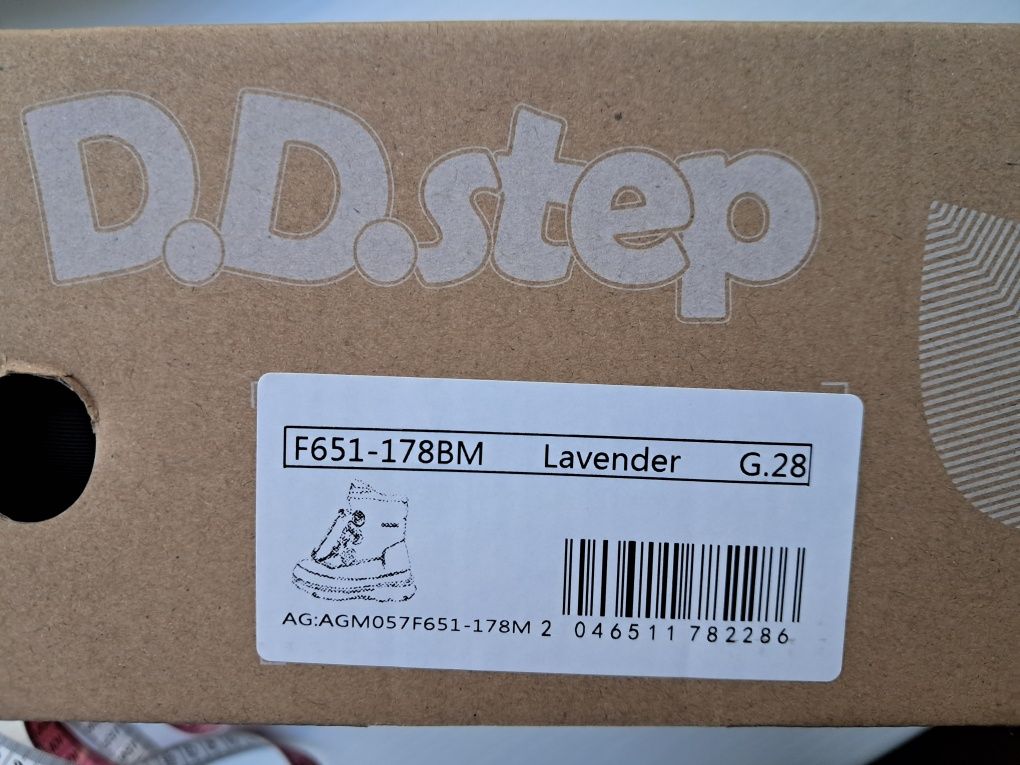 D.D.step
F651-178BM Lavender G.28
AG:AGM057F651-178M 2 046511 782286